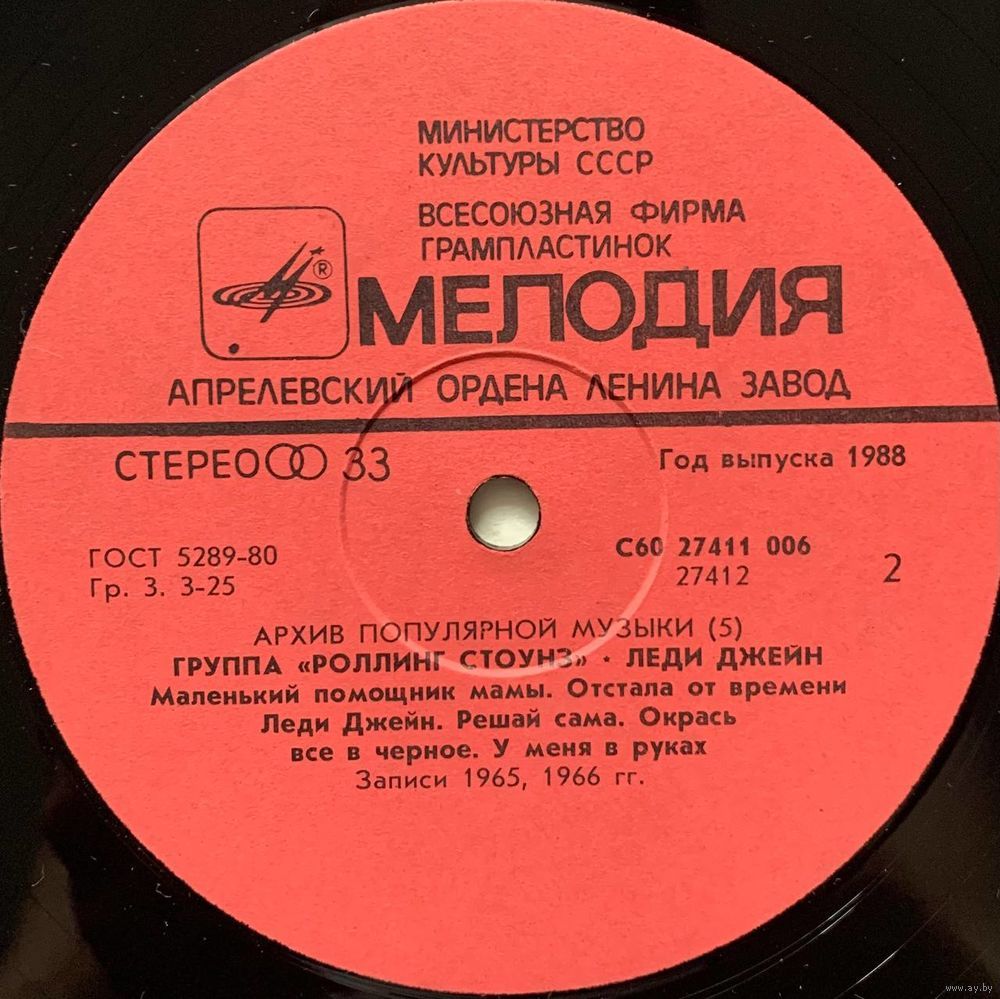 МИНИСТЕРСТВО
КУЛЬТУРЫ СССР
ВСЕСОЮЗНАЯ ФИРМА
ГРАМПЛАСТИНОК
®
МЕЛОДИЯ
АПРЕЛЕВСКИЙ ОРДЕНА ЛЕНИНА ЗАВОД
СТЕРЕО 33
Год выпуска 1988
ГОСТ 5289-80
Гр. 3. 3-25
С60 27411 006
27412
2
АРХИВ ПОПУЛЯРНОЙ МУЗЫКИ (5)
ГРУППА «РОЛЛИНГ СТОУНЗ» · ЛЕДИ ДЖЕЙН
Маленький помощник мамы. Отстала от времени
Леди Джейн. Решай сама. Окрась
все в черное. У меня в руках
Записи 1965, 1966 гг.
www.ay.by